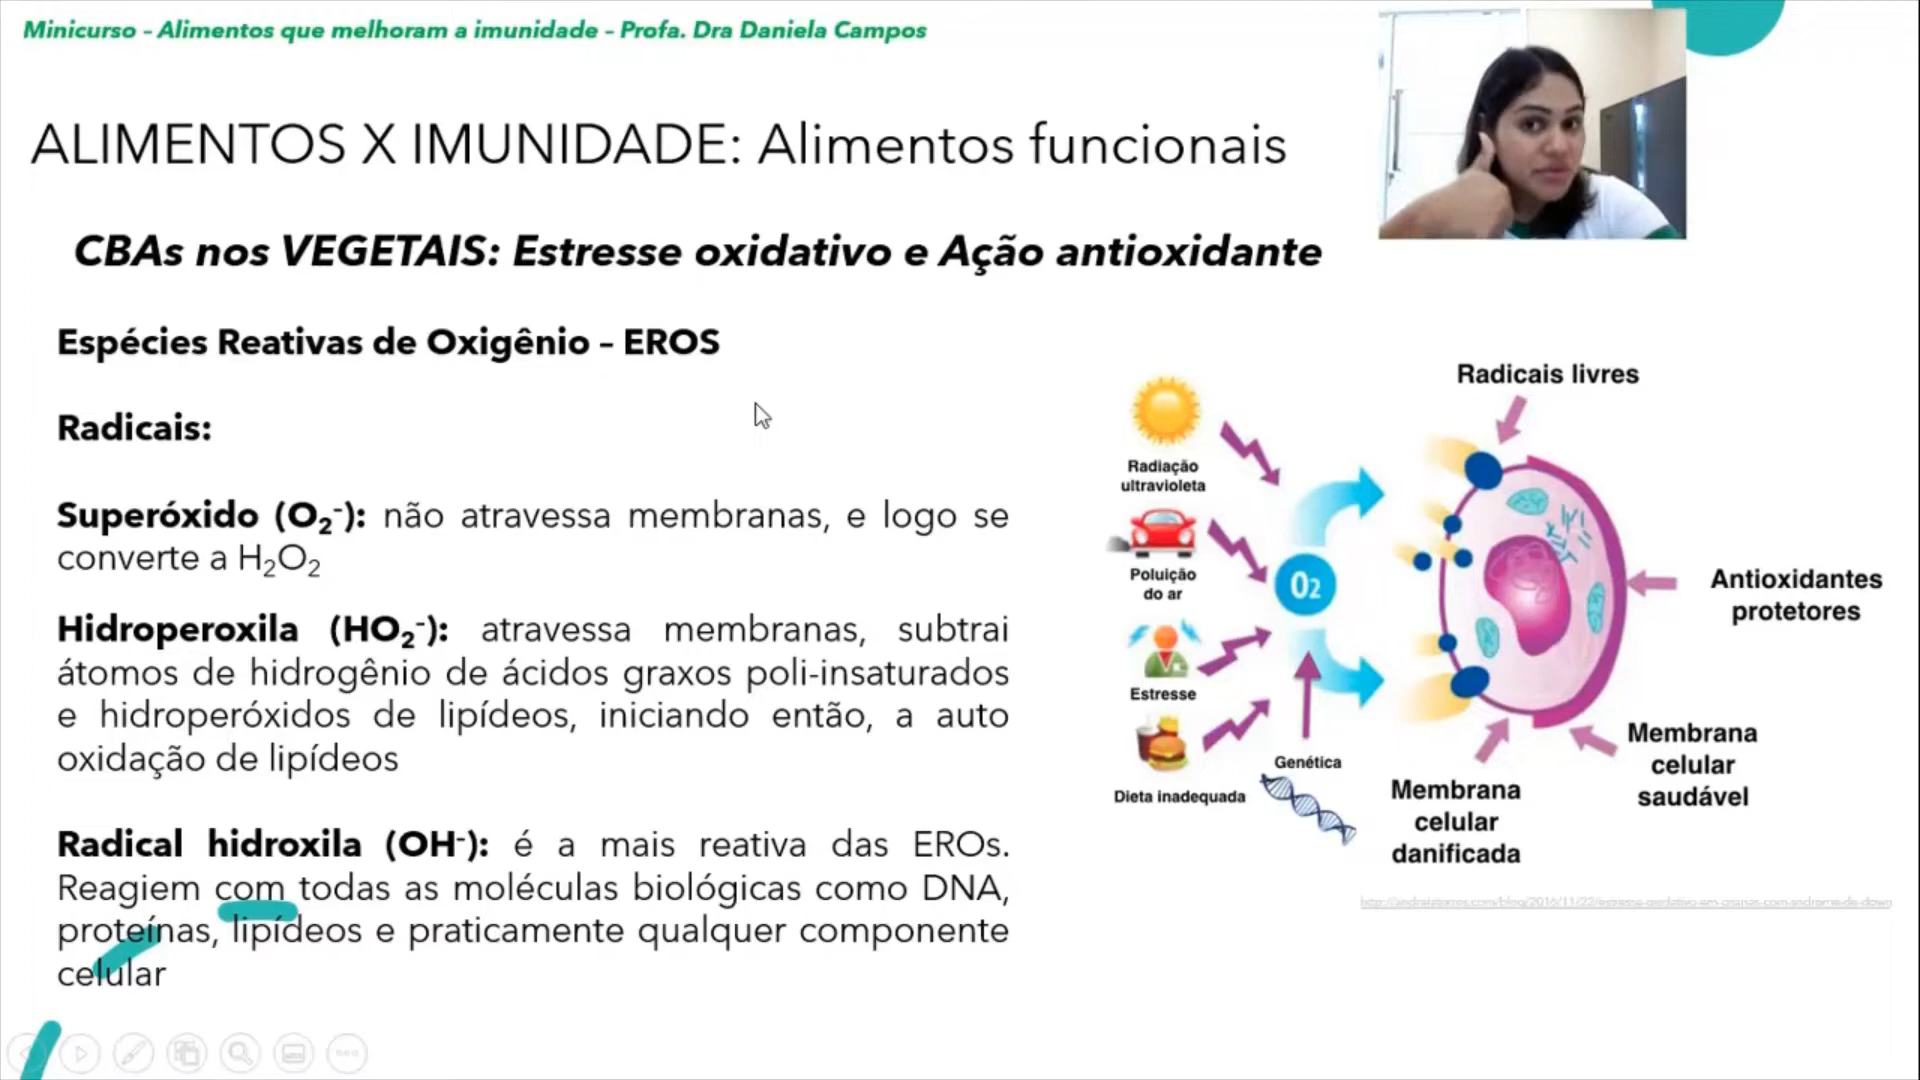 Minicurso – Alimentos que melhoram a imunidade – Profa. Dra Daniela Campos
ALIMENTOS X IMUNIDADE: Alimentos funcionais
CBAs nos VEGETAIS: Estresse oxidativo e Ação antioxidante
Espécies Reativas de Oxigênio – EROS
Radicais:
Superóxido (O₂⁻): não atravessa membranas, e logo se
converte a H₂O₂
Hidroperoxila (HO₂⁻): atravessa membranas, subtrai
átomos de hidrogênio de ácidos graxos poli-insaturados
e hidroperóxidos de lipídeos, iniciando então, a auto
oxidação de lipídeos
Radical hidroxila (OH⁻): é a mais reativa das EROs.
Reagiem com todas as moléculas biológicas como DNA,
proteínas, lipídeos e praticamente qualquer componente
celular
Radicais livres
Radiação
ultravioleta
Poluição
do ar
O₂
Estresse
Dieta inadequada
Genética
Antioxidantes
protetores
Membrana
celular
saudável
Membrana
celular
danificada